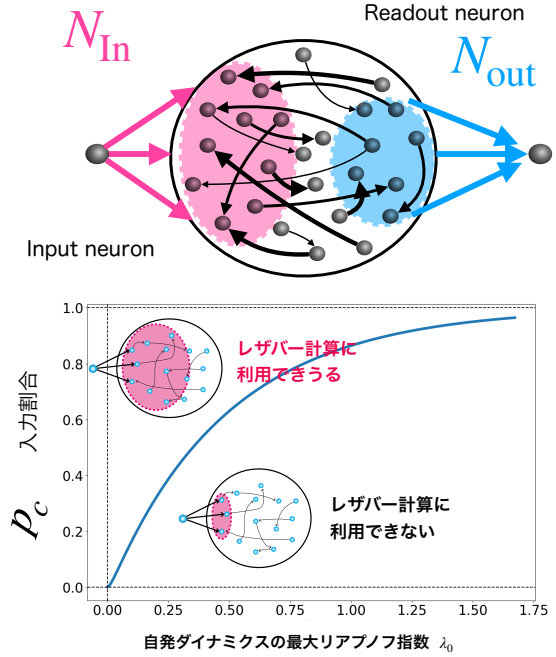 Readout neuron
N_In
N_out
Input neuron
1.0
0.8
0.6
0.4
0.2
0.0
入力割合
p_c
レザバー計算に
利用できうる
レザバー計算に
利用できない
0.00 0.25 0.50 0.75 1.00 1.25 1.50 1.75
自発ダイナミクスの最大リアプノフ指数 λ₀